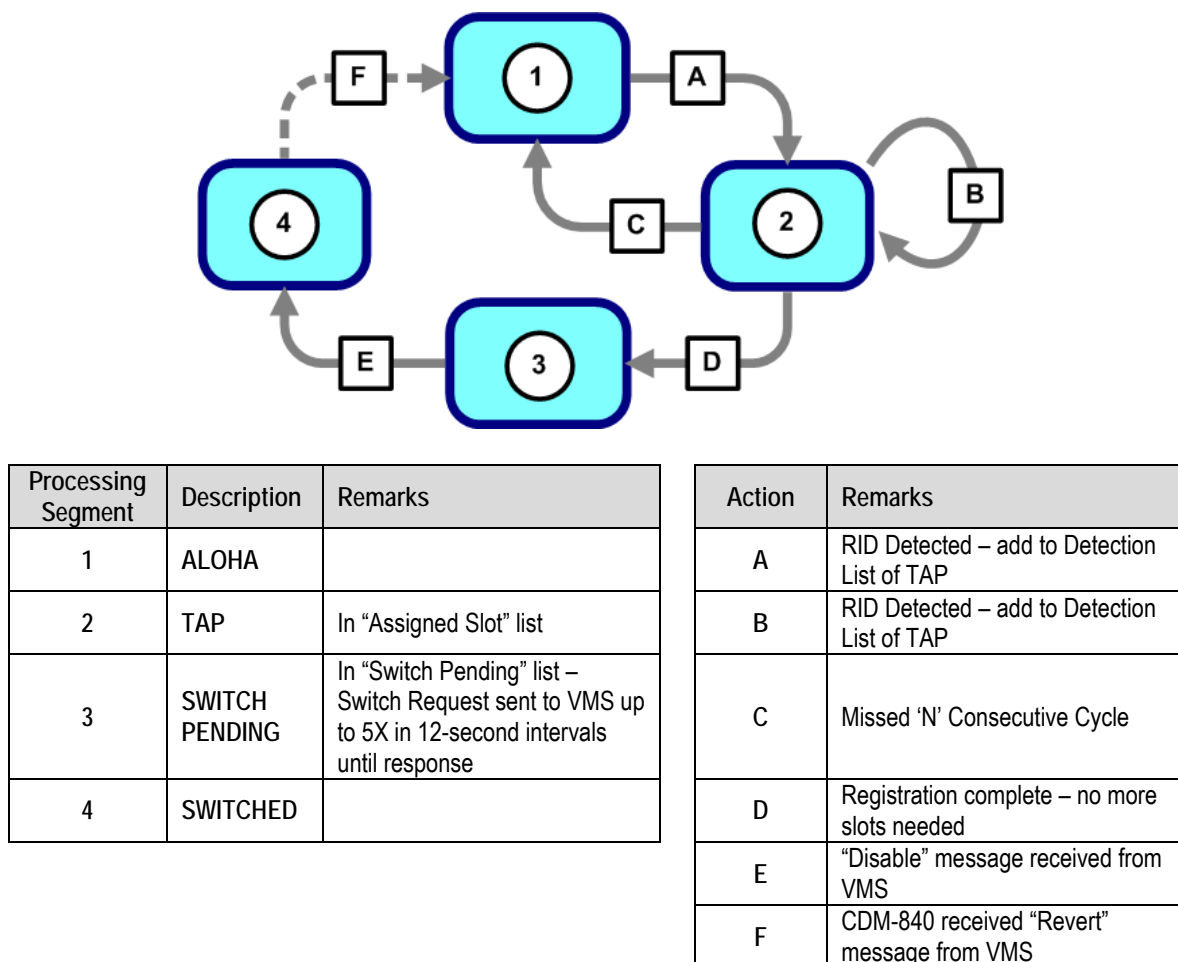 F
1
A
4
C
2
B
E
3
D
Processing
Segment
Description
Remarks
1
ALOHA
2
TAP
In “Assigned Slot” list
3
SWITCH
PENDING
In “Switch Pending” list –
Switch Request sent to VMS up
to 5X in 12-second intervals
until response
4
SWITCHED
Action
Remarks
A
RID Detected – add to Detection
List of TAP
B
RID Detected – add to Detection
List of TAP
C
Missed ‘N’ Consecutive Cycle
D
Registration complete – no more
slots needed
E
“Disable” message received from
VMS
F
CDM-840 received “Revert”
message from VMS